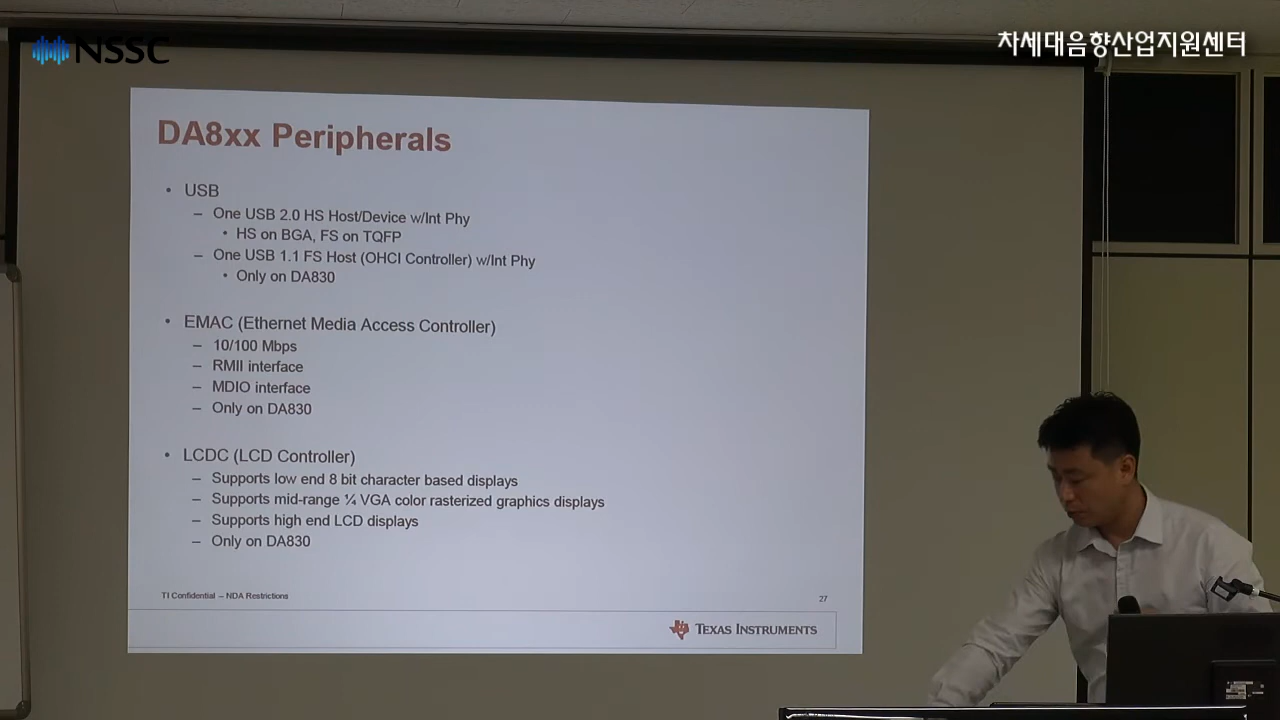 NSSC
차세대음향산업지원센터
DA8xx Peripherals
• USB
– One USB 2.0 HS Host/Device w/Int Phy
• HS on BGA, FS on TQFP
– One USB 1.1 FS Host (OHCI Controller) w/Int Phy
• Only on DA830
• EMAC (Ethernet Media Access Controller)
– 10/100 Mbps
– RMII interface
– MDIO interface
– Only on DA830
• LCDC (LCD Controller)
– Supports low end 8 bit character based displays
– Supports mid-range ¼ VGA color rasterized graphics displays
– Supports high end LCD displays
– Only on DA830
TI Confidential – NDA Restrictions
27
TEXAS INSTRUMENTS